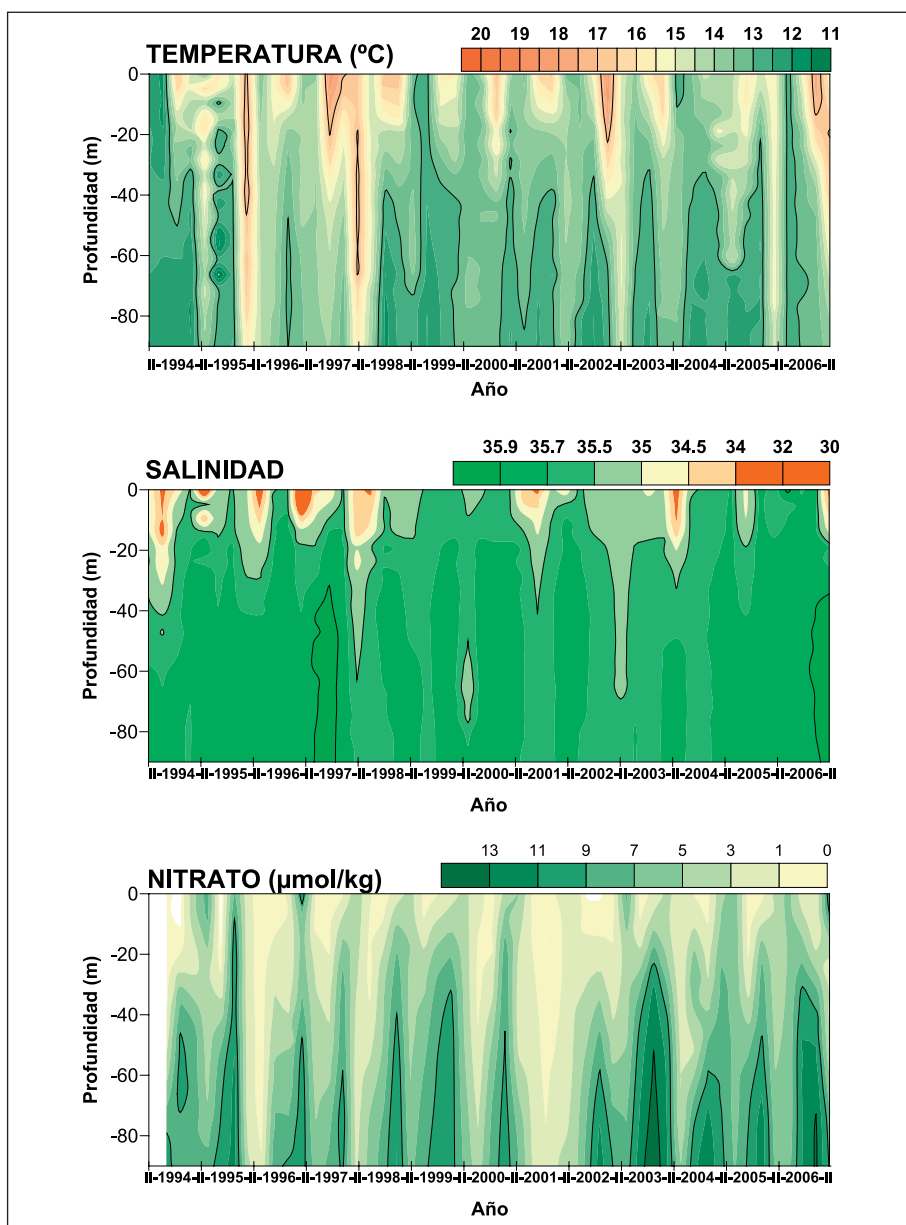 TEMPERATURA (ºC)
20 19 18 17 16 15 14 13 12 11
Profundidad (m)
0
-20
-40
-60
-80
II-1994-II-1995-II-1996-II-1997-II-1998-II-1999-II-2000-II-2001-II-2002-II-2003-II-2004-II-2005-II-2006-II
Año
SALINIDAD
35.9 35.7 35.5 35 34.5 34 32 30
Profundidad (m)
0
-20
-40
-60
-80
II-1994-II-1995-II-1996-II-1997-II-1998-II-1999-II-2000-II-2001-II-2002-II-2003-II-2004-II-2005-II-2006-II
Año
NITRATO (µmol/kg)
13 11 9 7 5 3 1 0
Profundidad (m)
0
-20
-40
-60
-80
II-1994-II-1995-II-1996-II-1997-II-1998-II-1999-II-2000-II-2001-II-2002-II-2003-II-2004-II-2005-II-2006-II
Año